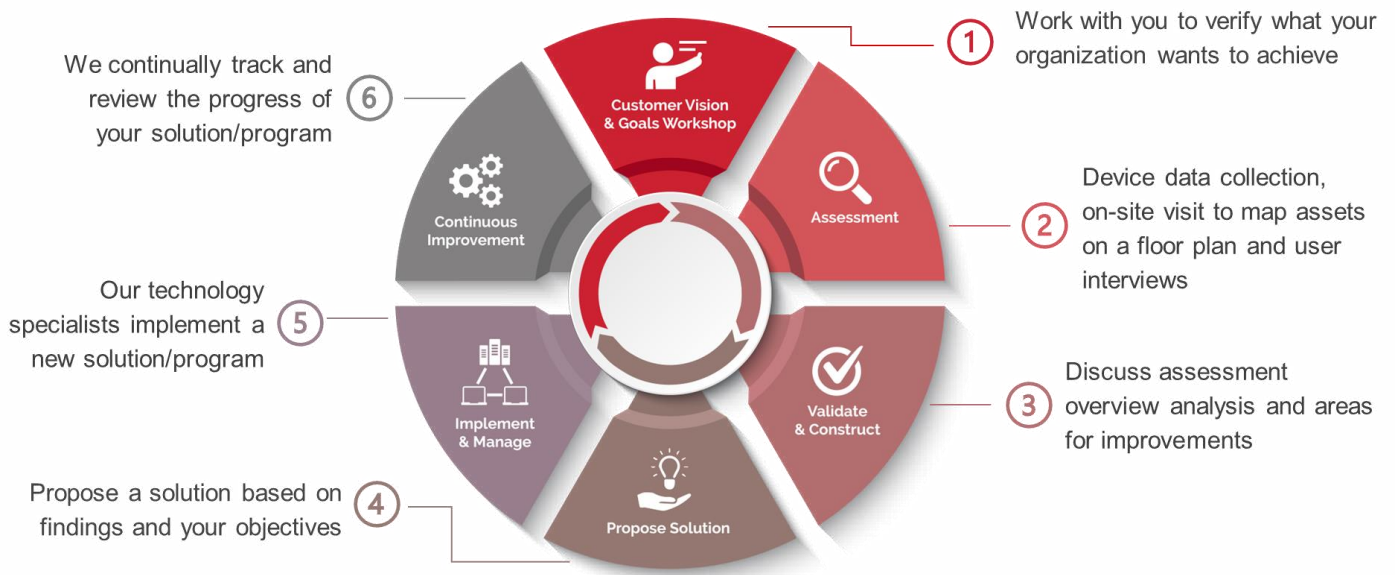 Customer Vision
& Goals Workshop
1
Work with you to verify what your
organization wants to achieve
Assessment
2
Device data collection,
on-site visit to map assets
on a floor plan and user
interviews
Validate
& Construct
3
Discuss assessment
overview analysis and areas
for improvements
Propose Solution
4
Propose a solution based on
findings and your objectives
Implement
& Manage
5
Our technology
specialists implement a
new solution/program
Continuous
Improvement
6
We continually track and
review the progress of
your solution/program